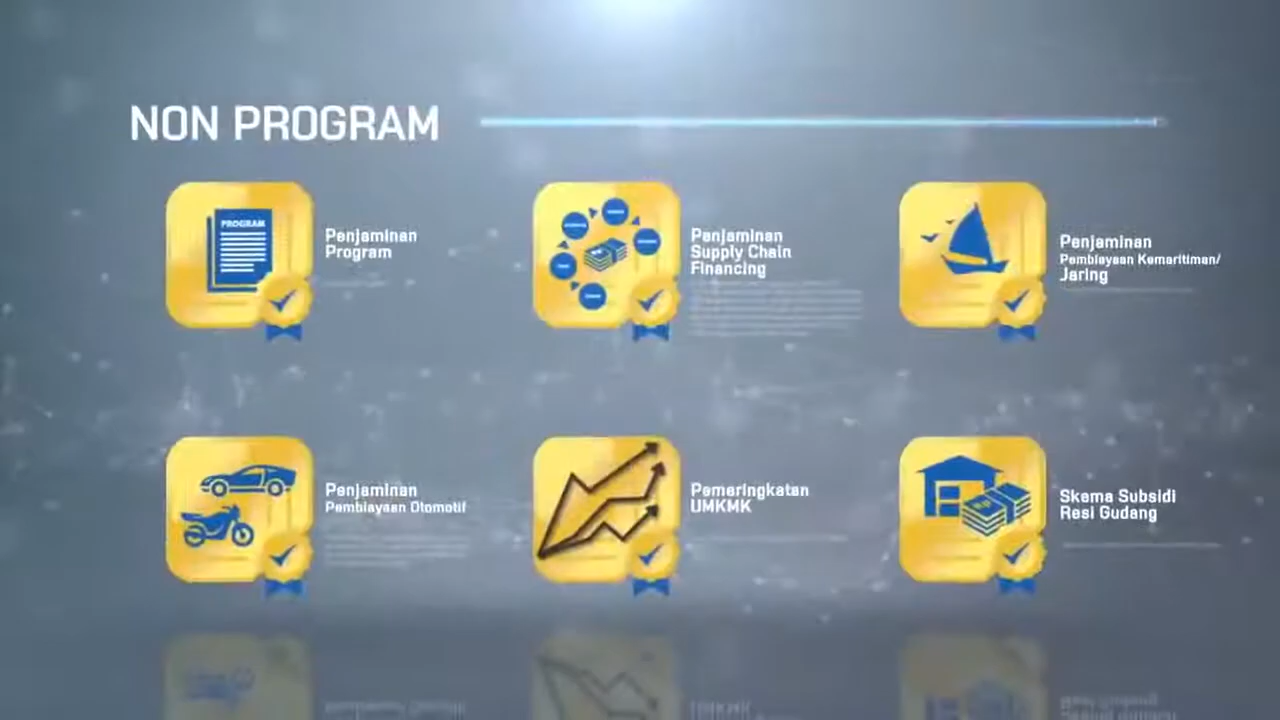 NON PROGRAM
PROGRAM
Penjaminan
Program
Penjaminan
Supply Chain
Financing
Penjaminan
Pembiayaan Kemaritiman/
Jaring
Penjaminan
Pembiayaan Otomotif
Pemeringkatan
UMKMK
Skema Subsidi
Resi Gudang